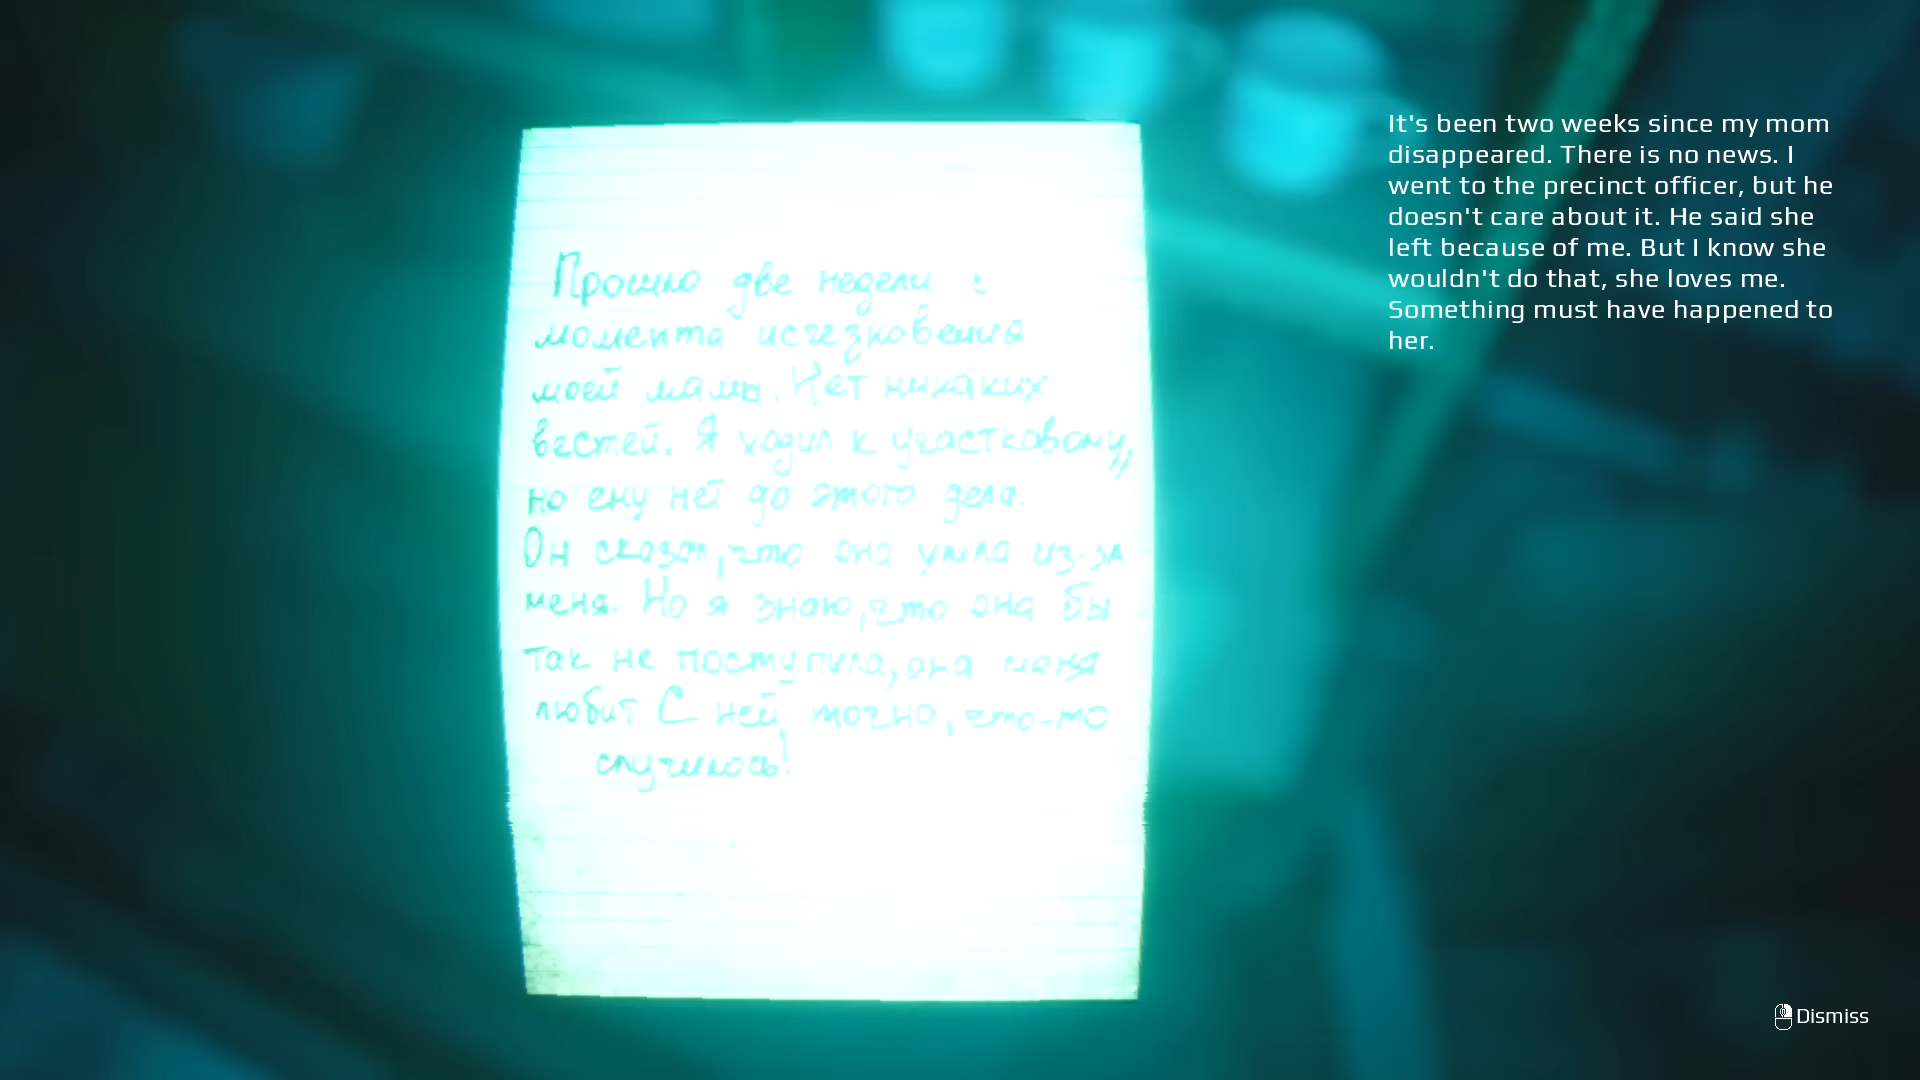 Прошло две недели с
момента исчезновения
моей мамы. Нет никаких
вестей. Я ходил к участковому,
но ему нет до этого дела.
Он сказал, что она ушла из-за
меня. Но я знаю, что она бы
так не поступила, она меня
любит. С ней точно, что-то
случилось!
It's been two weeks since my mom
disappeared. There is no news. I
went to the precinct officer, but he
doesn't care about it. He said she
left because of me. But I know she
wouldn't do that, she loves me.
Something must have happened to
her.
Dismiss